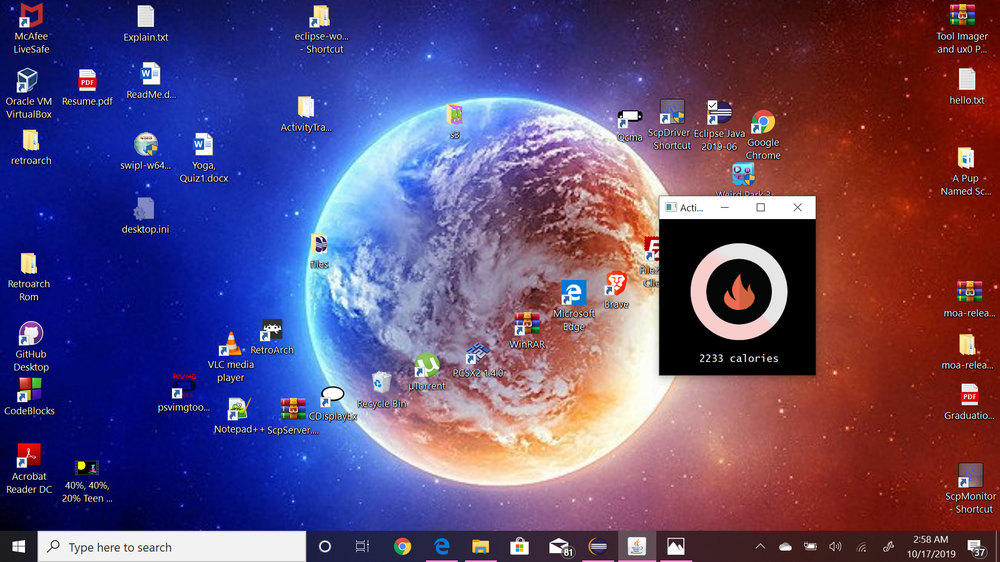 McAfee
LiveSafe
Explain.txt
eclipse-wo...
- Shortcut
Tool Imager
and ux0 P...
Oracle VM
VirtualBox
PDF
Resume.pdf
W
ReadMe.d...
ActivityTra...
s3
Qcma
ScpDriver
Shortcut
Eclipse Java
2019-06
Google
Chrome
hello.txt
retroarch
NSIS
swipl-w64...
W
Yoga,
Quiz1.docx
Weird Park 3
A Pup
Named Sc...
desktop.ini
Acti...
files
FileZ
Clie
Retroarch
Rom
Microsoft
Edge
Brave
moa-relea...
2233 calories
GitHub
Desktop
VLC media
player
RetroArch
WinRAR
PCSX2 1.4.0
µTorrent
moa-relea...
CodeBlocks
PSVIMG
TOOLS
psvimgtoo...
Notepad++
ScpServer....
CDisplayEx
Recycle Bin
PDF
Graduatio...
Acrobat
Reader DC
40%, 40%,
20% Teen ...
ScpMonitor
- Shortcut
Type here to search
81
2:58 AM
10/17/2019
37